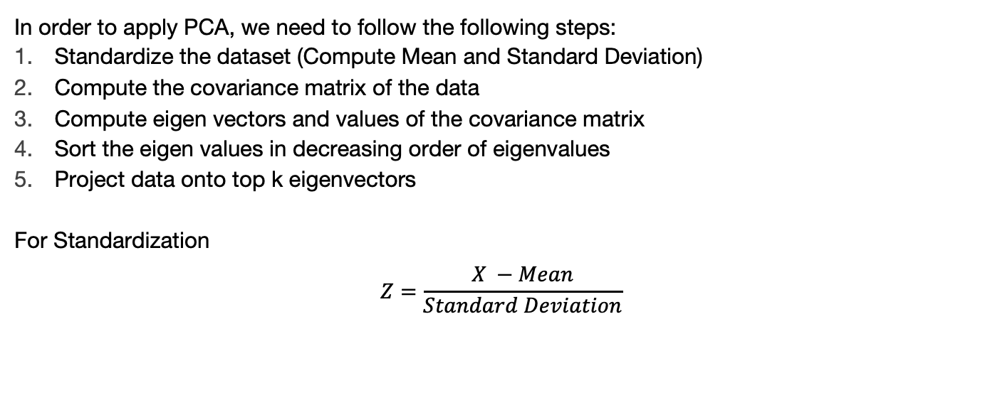 In order to apply PCA, we need to follow the following steps:
1. Standardize the dataset (Compute Mean and Standard Deviation)
2. Compute the covariance matrix of the data
3. Compute eigen vectors and values of the covariance matrix
4. Sort the eigen values in decreasing order of eigenvalues
5. Project data onto top k eigenvectors
For Standardization
X − Mean
Z =
Standard Deviation